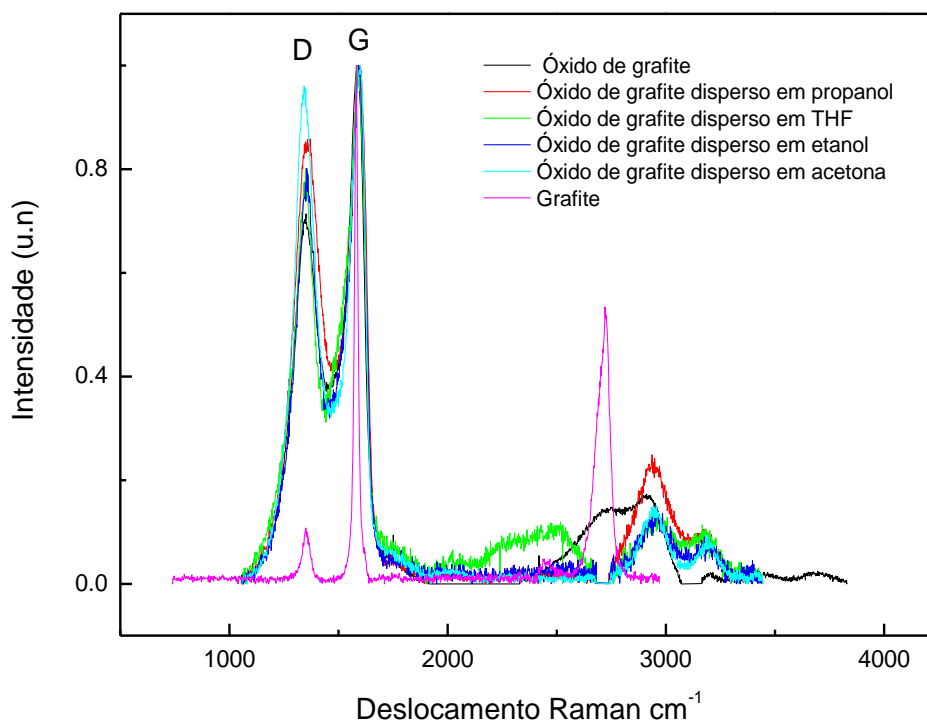 D G
Óxido de grafite
Óxido de grafite disperso em propanol
Óxido de grafite disperso em THF
Óxido de grafite disperso em etanol
Óxido de grafite disperso em acetona
Grafite
Intensidade (u.n)
0.8
0.4
0.0
1000 2000 3000 4000
Deslocamento Raman cm⁻¹